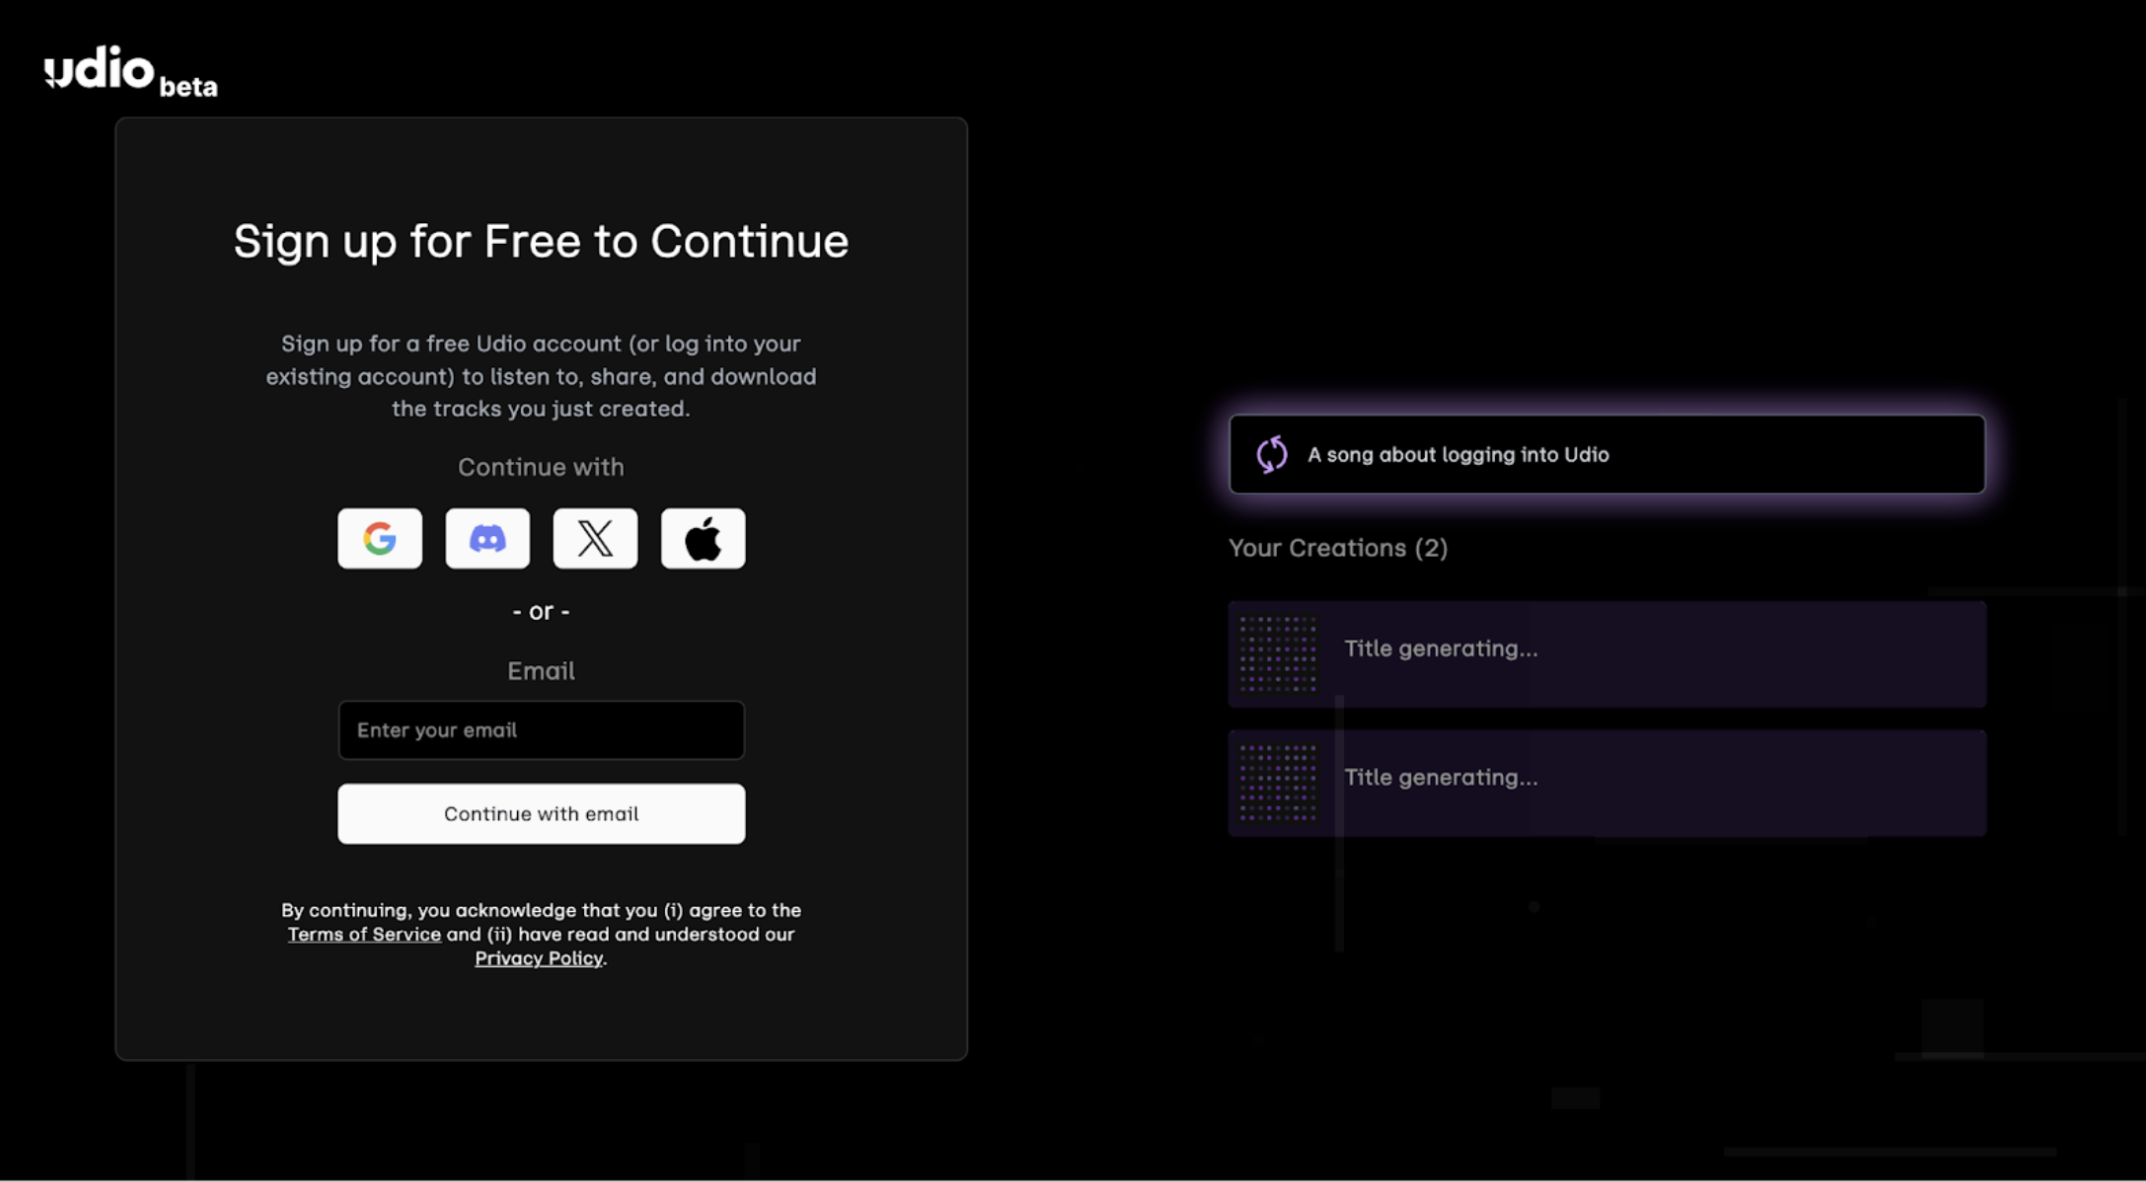 udio beta
Sign up for Free to Continue
Sign up for a free Udio account (or log into your
existing account) to listen to, share, and download
the tracks you just created.
Continue with
- or -
Email
Enter your email
Continue with email
By continuing, you acknowledge that you (i) agree to the
Terms of Service and (ii) have read and understood our
Privacy Policy.
A song about logging into Udio
Your Creations (2)
Title generating...
Title generating...